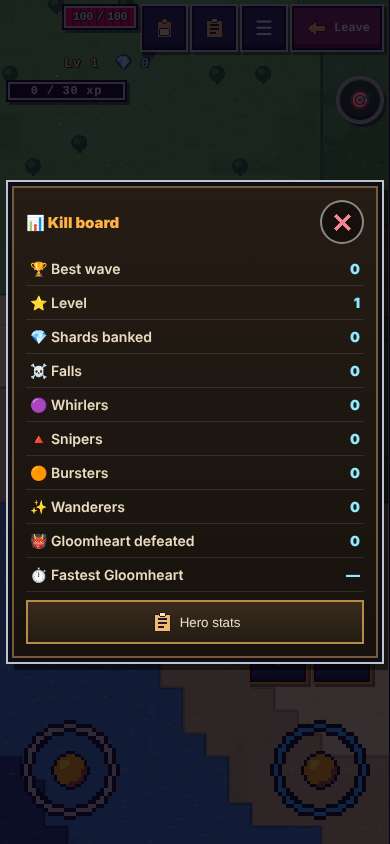 100 / 100
Leave
Lv 1 0
0 / 30 xp
Kill board
Best wave 0
Level 1
Shards banked 0
Falls 0
Whirlers 0
Snipers 0
Bursters 0
Wanderers 0
Gloomheart defeated 0
Fastest Gloomheart —
Hero stats